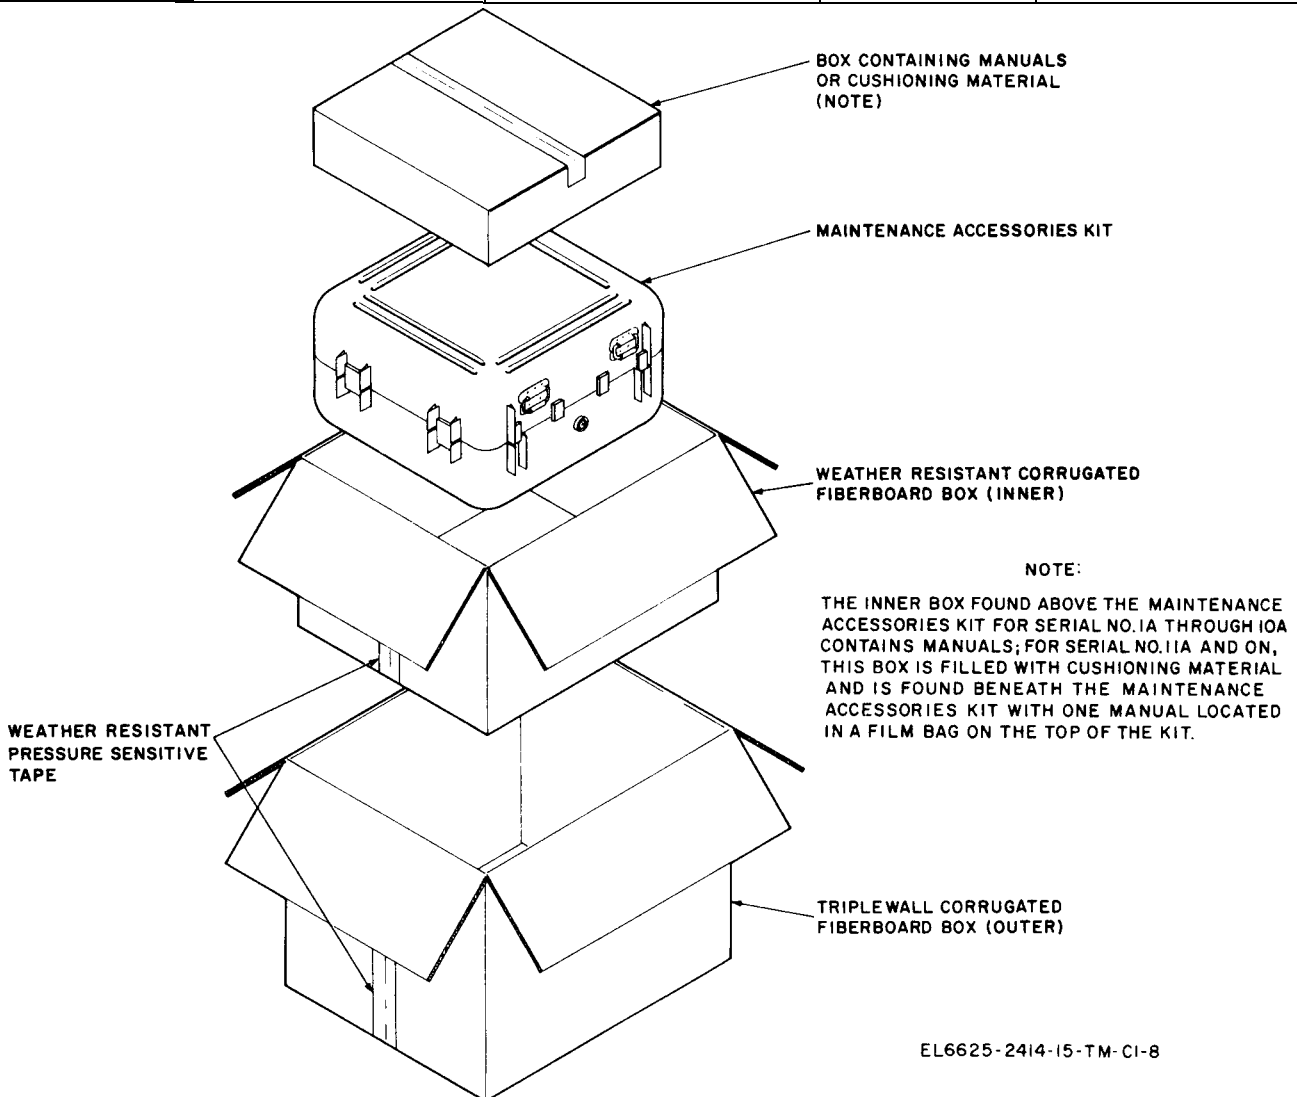 BOX CONTAINING MANUALS
OR CUSHIONING MATERIAL
(NOTE)
MAINTENANCE ACCESSORIES KIT
WEATHER RESISTANT CORRUGATED
FIBERBOARD BOX (INNER)
NOTE:
THE INNER BOX FOUND ABOVE THE MAINTENANCE
ACCESSORIES KIT FOR SERIAL NO. 1A THROUGH 10A
CONTAINS MANUALS; FOR SERIAL NO. 11A AND ON,
THIS BOX IS FILLED WITH CUSHIONING MATERIAL
AND IS FOUND BENEATH THE MAINTENANCE
ACCESSORIES KIT WITH ONE MANUAL LOCATED
IN A FILM BAG ON THE TOP OF THE KIT.
WEATHER RESISTANT
PRESSURE SENSITIVE
TAPE
TRIPLEWALL CORRUGATED
FIBERBOARD BOX (OUTER)
EL6625-2414-15-TM-C1-8